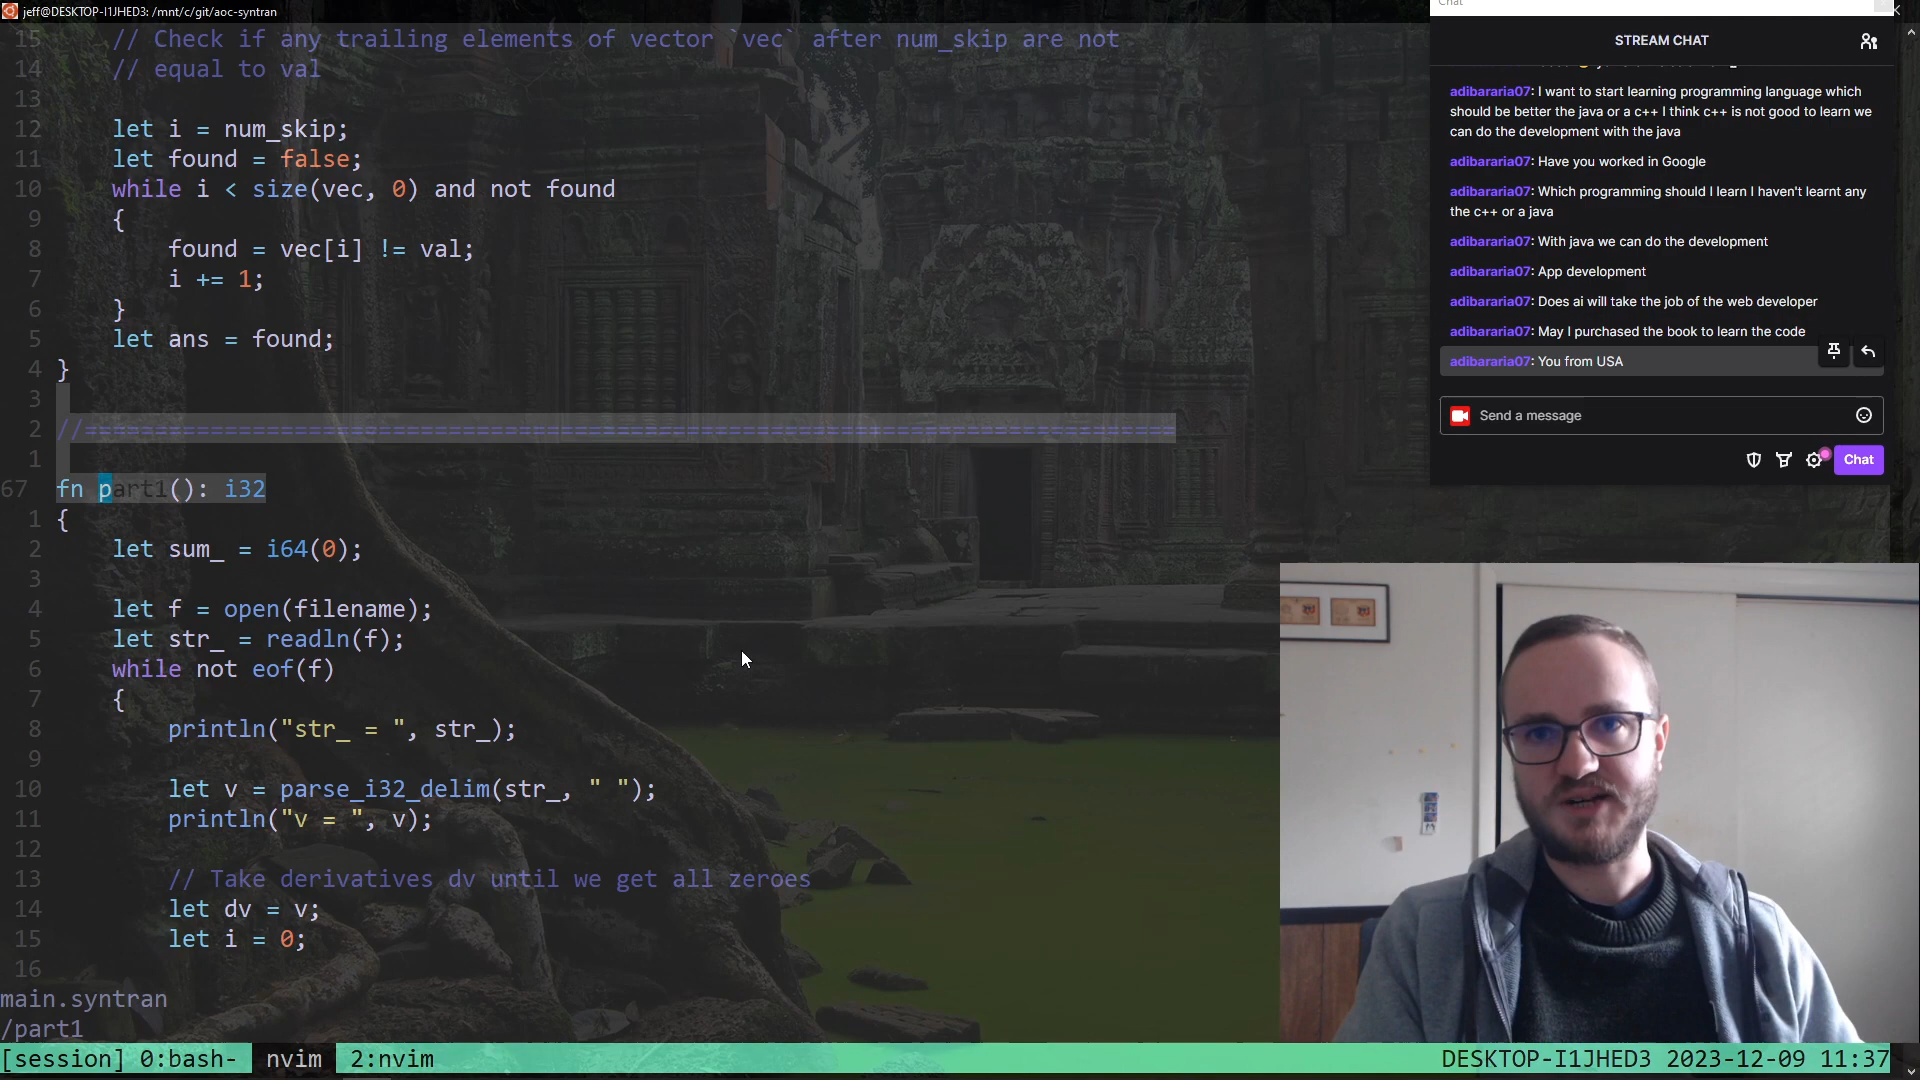 jeff@DESKTOP-I1JHED3: /mnt/c/git/aoc-syntran
15 // Check if any trailing elements of vector `vec` after num_skip are not
14 // equal to val
13
12 let i = num_skip;
11 let found = false;
10 while i < size(vec, 0) and not found
9 {
8 found = vec[i] != val;
7 i += 1;
6 }
5 let ans = found;
4 }
3
2 //==============================================================================
1
67 fn part1(): i32
1 {
2 let sum_ = i64(0);
3
4 let f = open(filename);
5 let str_ = readln(f);
6 while not eof(f)
7 {
8 println("str_ = ", str_);
9
10 let v = parse_i32_delim(str_, " ");
11 println("v = ", v);
12
13 // Take derivatives dv until we get all zeroes
14 let dv = v;
15 let i = 0;
16
main.syntran
/part1
[session] 0:bash- nvim 2:nvim
DESKTOP-I1JHED3 2023-12-09 11:37
Chat
STREAM CHAT
adibararia07: I want to start learning programming language which
should be better the java or a c++ I think c++ is not good to learn we
can do the development with the java
adibararia07: Have you worked in Google
adibararia07: Which programming should I learn I haven't learnt any
the c++ or a java
adibararia07: With java we can do the development
adibararia07: App development
adibararia07: Does ai will take the job of the web developer
adibararia07: May I purchased the book to learn the code
adibararia07: You from USA
Send a message
Chat